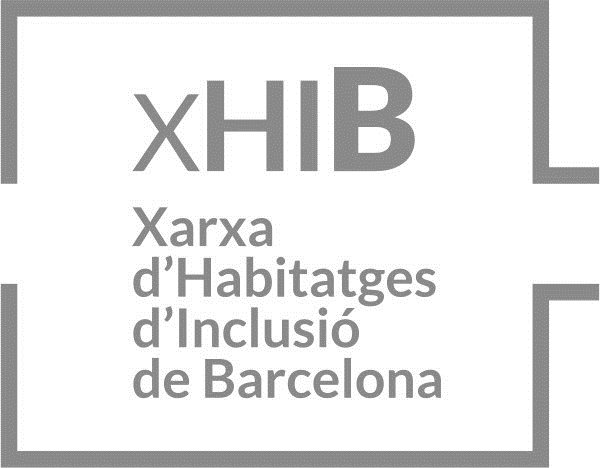 XHIB
Xarxa
d'Habitatges
d'Inclusió
de Barcelona